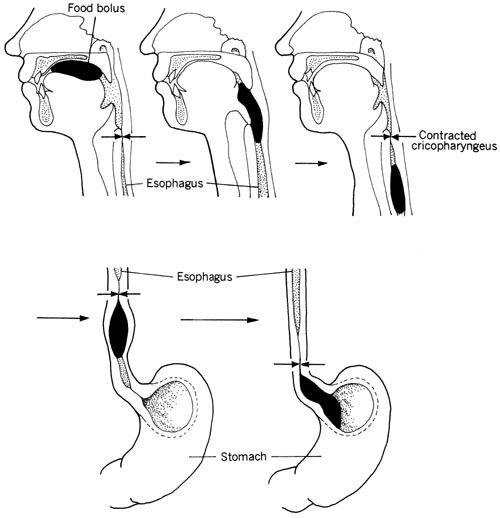 Food bolus
Contracted
cricopharyngeus
Esophagus
Esophagus
Stomach